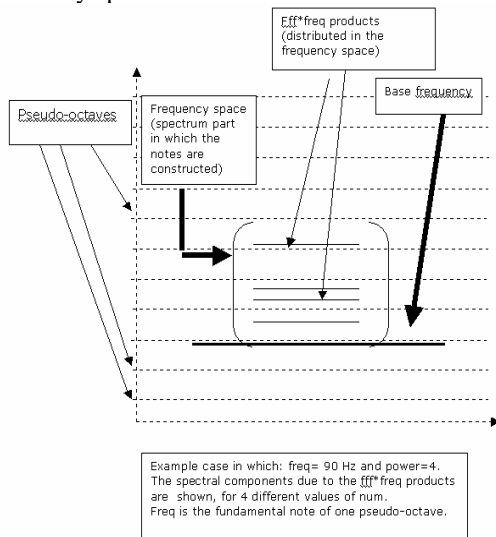 Fff*freq products
(distributed in the
frequency space)
Base frequency
Pseudo-octaves
Frequency space
(spectrum part
in which the
notes are
constructed)
Example case in which: freq= 90 Hz and power=4.
The spectral components due to the fff*freq products
are shown, for 4 different values of num.
Freq is the fundamental note of one pseudo-octave.